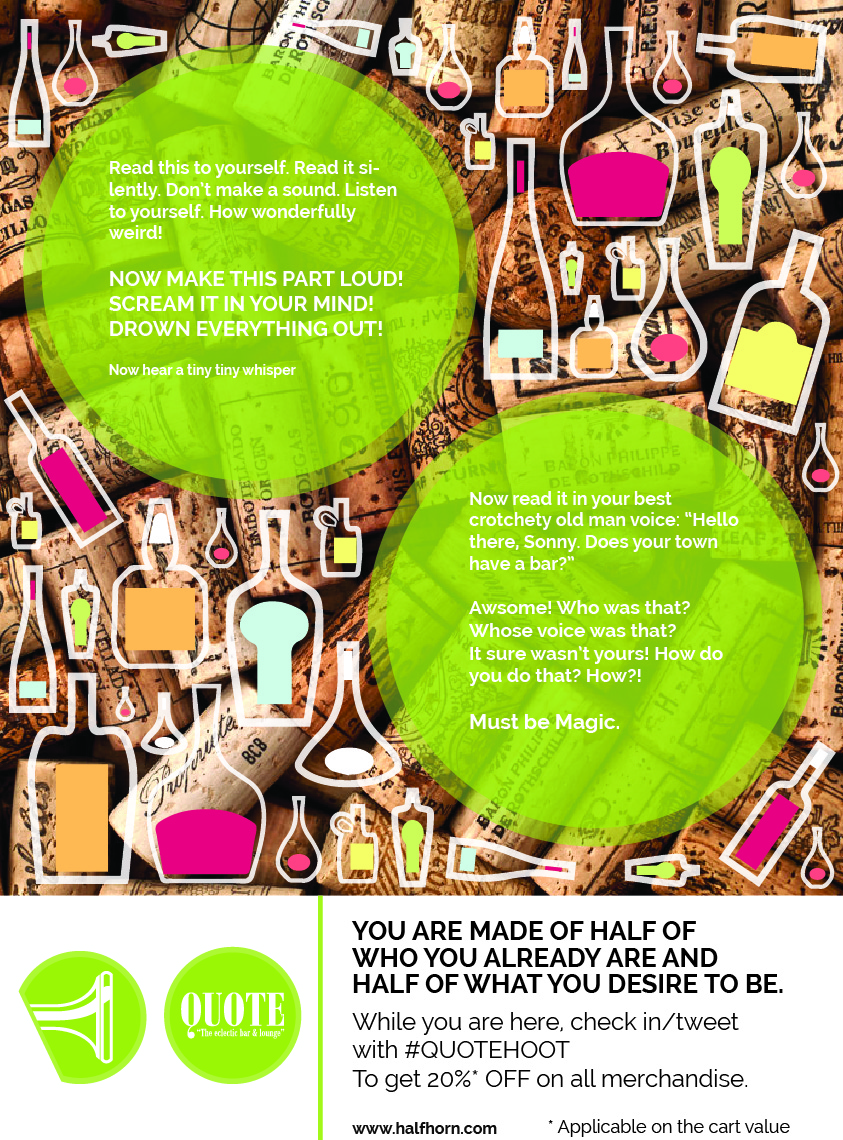 Read this to yourself. Read it si-
lently. Don't make a sound. Listen
to yourself. How wonderfully
weird!
NOW MAKE THIS PART LOUD!
SCREAM IT IN YOUR MIND!
DROWN EVERYTHING OUT!
Now hear a tiny tiny whisper
Now read it in your best
crotchety old man voice: “Hello
there, Sonny. Does your town
have a bar?”
Awsome! Who was that?
Whose voice was that?
It sure wasn't yours! How do
you do that? How?!
Must be Magic.
QUOTE
“The eclectic bar & lounge”
YOU ARE MADE OF HALF OF
WHO YOU ALREADY ARE AND
HALF OF WHAT YOU DESIRE TO BE.
While you are here, check in/tweet
with #QUOTEHOOT
To get 20%* OFF on all merchandise.
www.halfhorn.com
* Applicable on the cart value